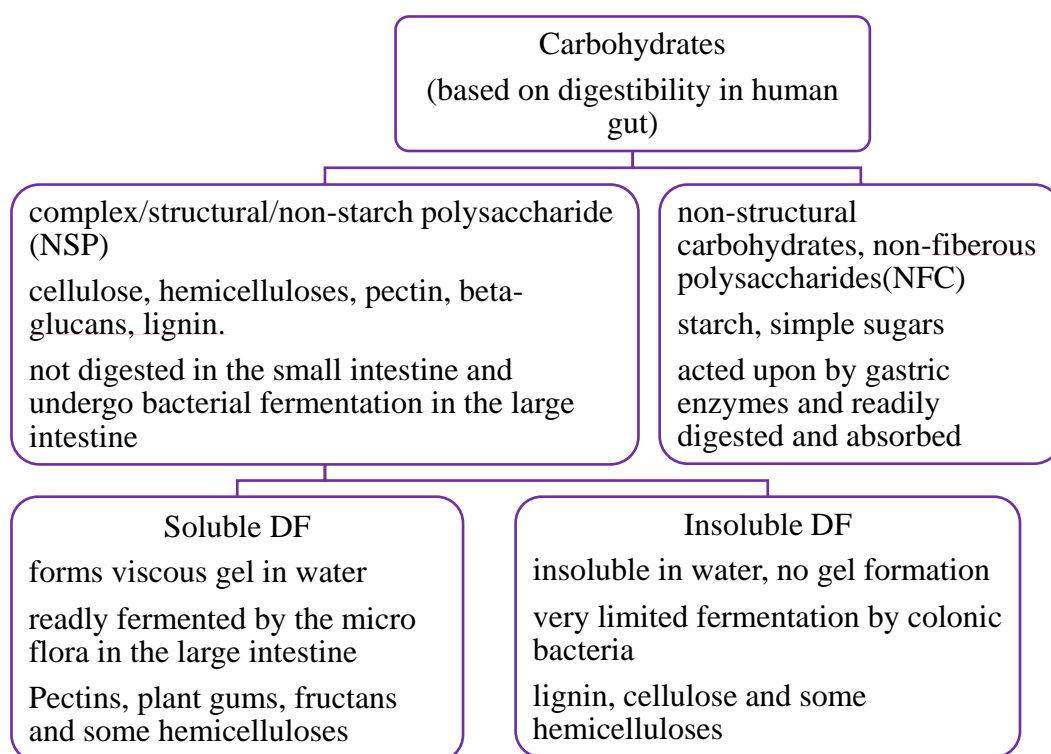 Carbohydrates
(based on digestibility in human
gut)
complex/structural/non-starch polysaccharide
(NSP)
cellulose, hemicelluloses, pectin, beta-
glucans, lignin.
not digested in the small intestine and
undergo bacterial fermentation in the large
intestine
non-structural
carbohydrates, non-fiberous
polysaccharides(NFC)
starch, simple sugars
acted upon by gastric
enzymes and readily
digested and absorbed
Soluble DF
forms viscous gel in water
readly fermented by the micro
flora in the large intestine
Pectins, plant gums, fructans
and some hemicelluloses
Insoluble DF
insoluble in water, no gel formation
very limited fermentation by colonic
bacteria
lignin, cellulose and some
hemicelluloses